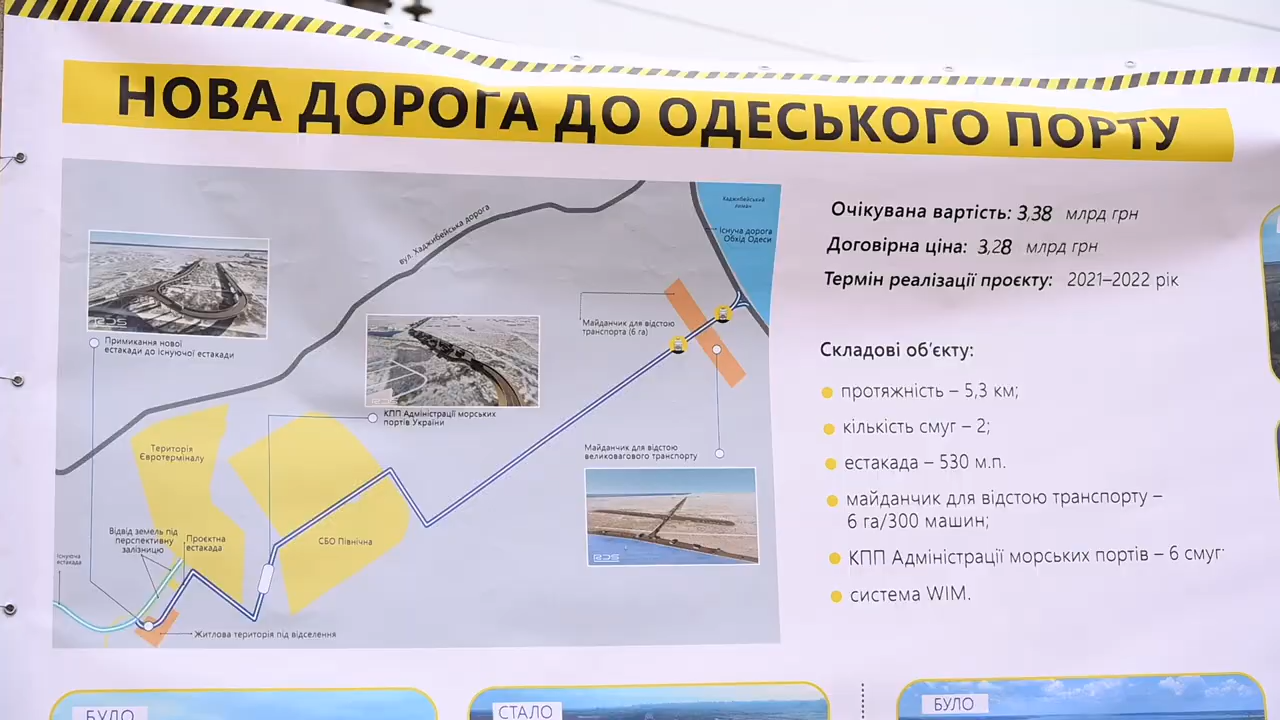 НОВА ДОРОГА ДО ОДЕСЬКОГО ПОРТУ
Хаджибейський
лиман
Існуча дорога
Обхід Одеси
вул. Хаджибейська дорога
RDS
Примикання нової
естакади до існуючої естакади
КПП Адміністрації морських
портів України
Майданчик для відстою
транспорта (6 га)
Майданчик для відстою
великовагового транспорту
RDS
Територія
Євротерміналу
СБО Північна
Відвід земель під
перспективну
залізницю
Проєктна
естакада
Існуюча
естакада
Житлова територія під відселення
Очікувана вартість: 3,38 млрд грн
Договірна ціна: 3,28 млрд грн
Термін реалізації проєкту: 2021–2022 рік
Складові об'єкту:
протяжність – 5,3 км;
кількість смуг – 2;
естакада – 530 м.п.
майданчик для відстою транспорту –
6 га/300 машин;
КПП Адміністрації морських портів – 6 смуг
система WIM.
БУЛО
СТАЛО
БУЛО